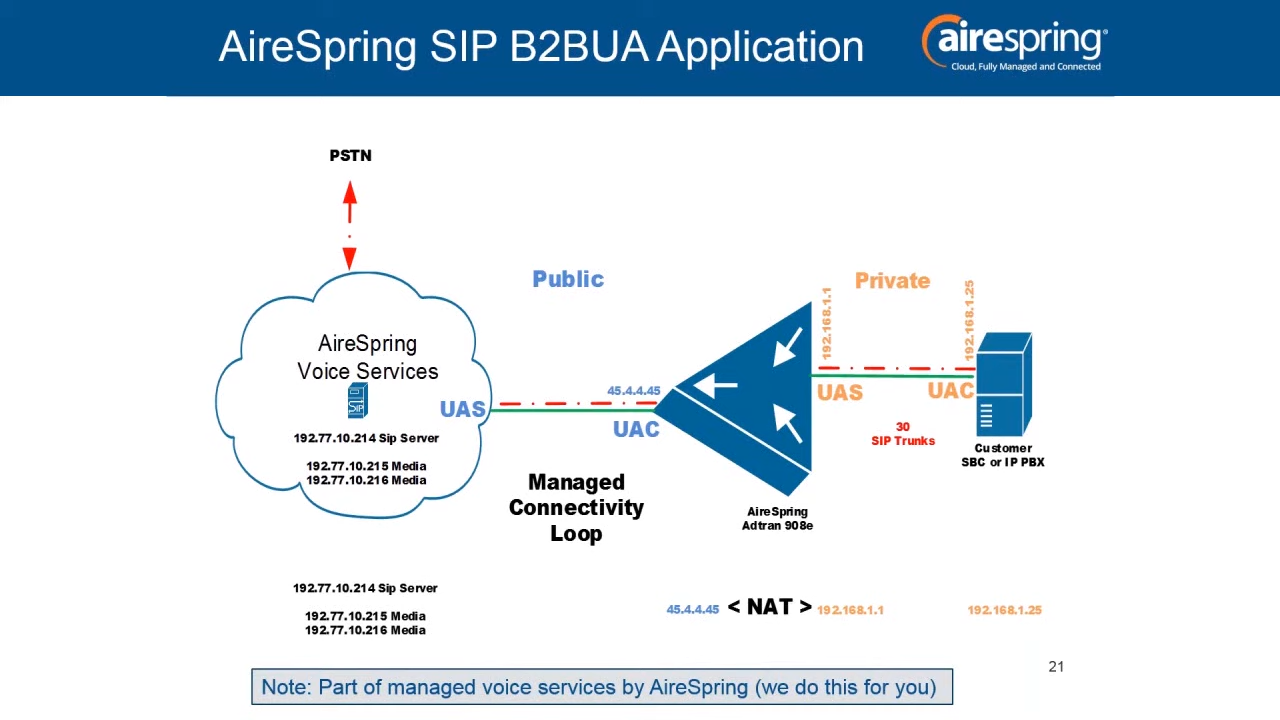 AireSpring SIP B2BUA Application
airespring
Cloud, Fully Managed and Connected
PSTN
Public
Private
192.168.1.1
192.168.1.25
AireSpring
Voice Services
SIP
192.77.10.214 Sip Server
192.77.10.215 Media
192.77.10.216 Media
UAS
45.4.4.45
UAC
UAS
UAC
30
SIP Trunks
Customer
SBC or IP PBX
Managed
Connectivity
Loop
AireSpring
Adtran 908e
192.77.10.214 Sip Server
192.77.10.215 Media
192.77.10.216 Media
45.4.4.45 < NAT > 192.168.1.1 192.168.1.25
21
Note: Part of managed voice services by AireSpring (we do this for you)